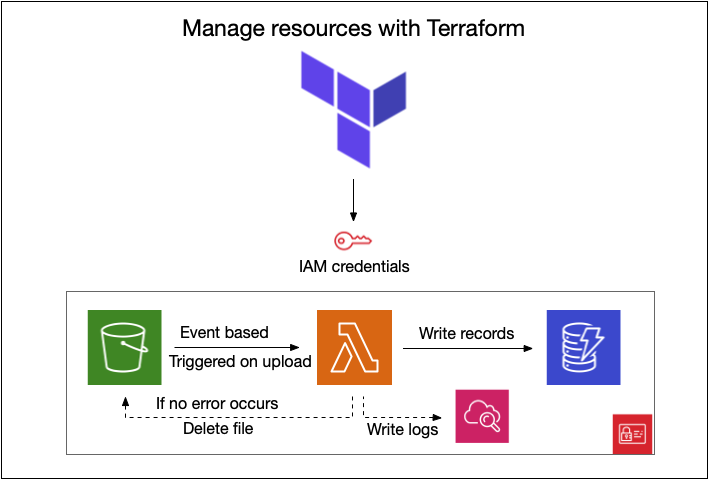 Manage resources with Terraform
IAM credentials
Event based
Triggered on upload
Write records
If no error occurs
Delete file
Write logs